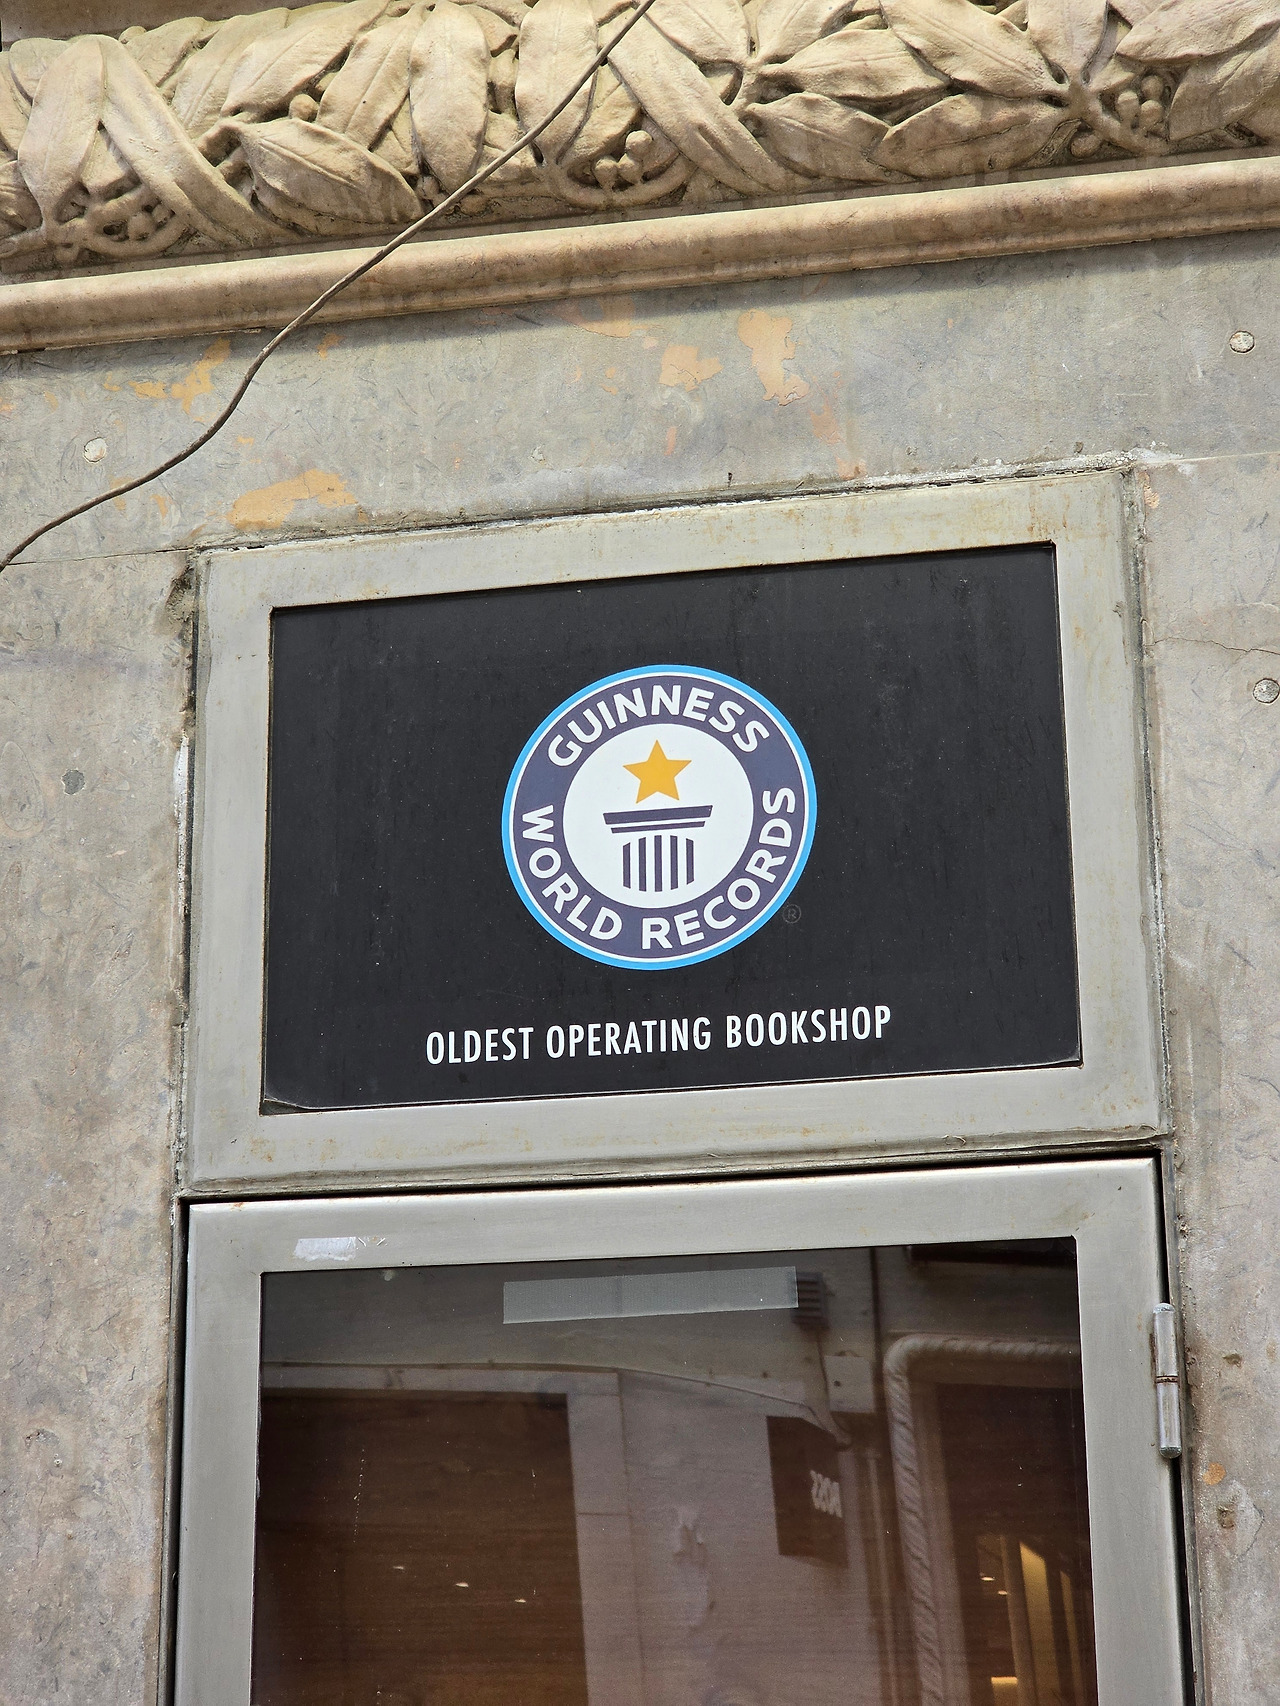 GUINNESS
WORLD RECORDS
®
OLDEST OPERATING BOOKSHOP